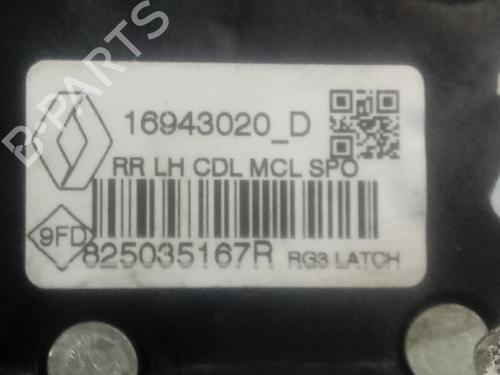 B-PARTS
16943020_D
RR LH CDL MCL SPO
9FD
825035167R RG3 LATCH